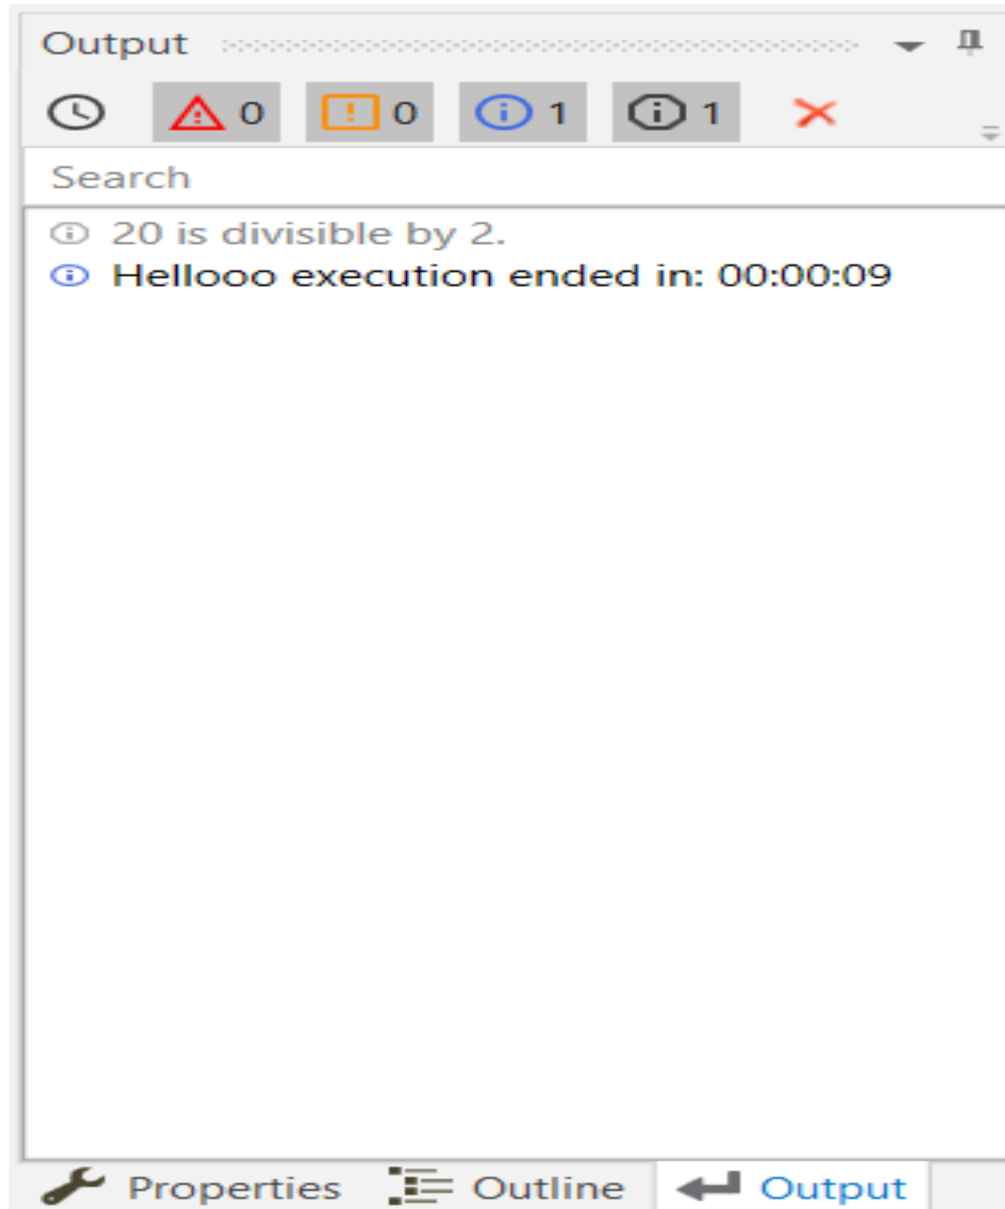 Output
0 0 1 1
Search
20 is divisible by 2.
Hellooo execution ended in: 00:00:09
Properties Outline Output